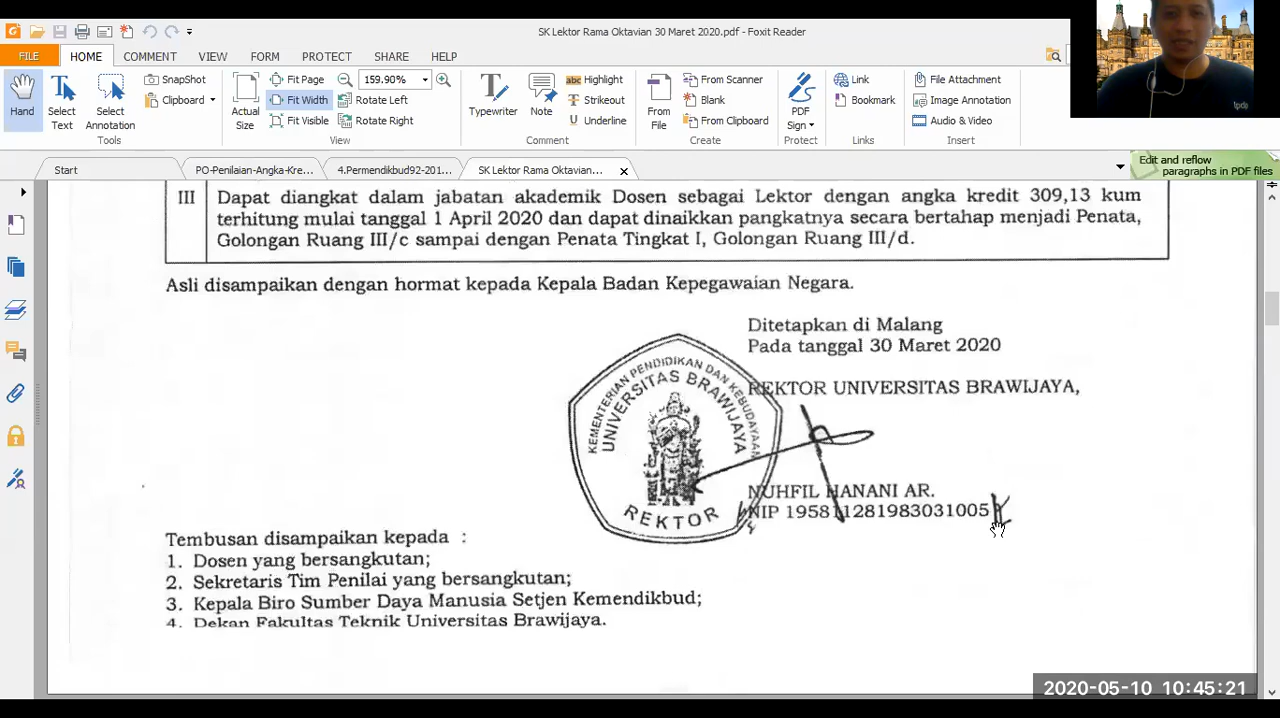 SK Lektor Rama Oktavian 30 Maret 2020.pdf - Foxit Reader
FILE HOME COMMENT VIEW FORM PROTECT SHARE HELP
Hand
Select
Text
Select
Annotation
SnapShot
Clipboard
Tools
Actual
Size
Fit Page
Fit Width
Fit Visible
159.90%
Rotate Left
Rotate Right
View
Typewriter
Note
Highlight
Strikeout
Underline
Comment
From
File
From Scanner
Blank
From Clipboard
Create
PDF
Sign
Protect
Link
Bookmark
Links
File Attachment
Image Annotation
Audio & Video
Insert
Start
PO-Penilaian-Angka-Kre...
4.Permendikbud92-201...
SK Lektor Rama Oktavian...
Edit and reflow
paragraphs in PDF files
III Dapat diangkat dalam jabatan akademik Dosen sebagai Lektor dengan angka kredit 309,13 kum
terhitung mulai tanggal 1 April 2020 dan dapat dinaikkan pangkatnya secara bertahap menjadi Penata,
Golongan Ruang III/c sampai dengan Penata Tingkat I, Golongan Ruang III/d.
Asli disampaikan dengan hormat kepada Kepala Badan Kepegawaian Negara.
Ditetapkan di Malang
Pada tanggal 30 Maret 2020
REKTOR UNIVERSITAS BRAWIJAYA,
KEMENTERIAN PENDIDIKAN DAN KEBUDAYAAN
UNIVERSITAS BRAWIJAYA
REKTOR
NUHFIL HANANI AR.
NIP 195811281983031005
Tembusan disampaikan kepada :
1. Dosen yang bersangkutan;
2. Sekretaris Tim Penilai yang bersangkutan;
3. Kepala Biro Sumber Daya Manusia Setjen Kemendikbud;
4. Dekan Fakultas Teknik Universitas Brawijaya.
2020-05-10 10:45:21